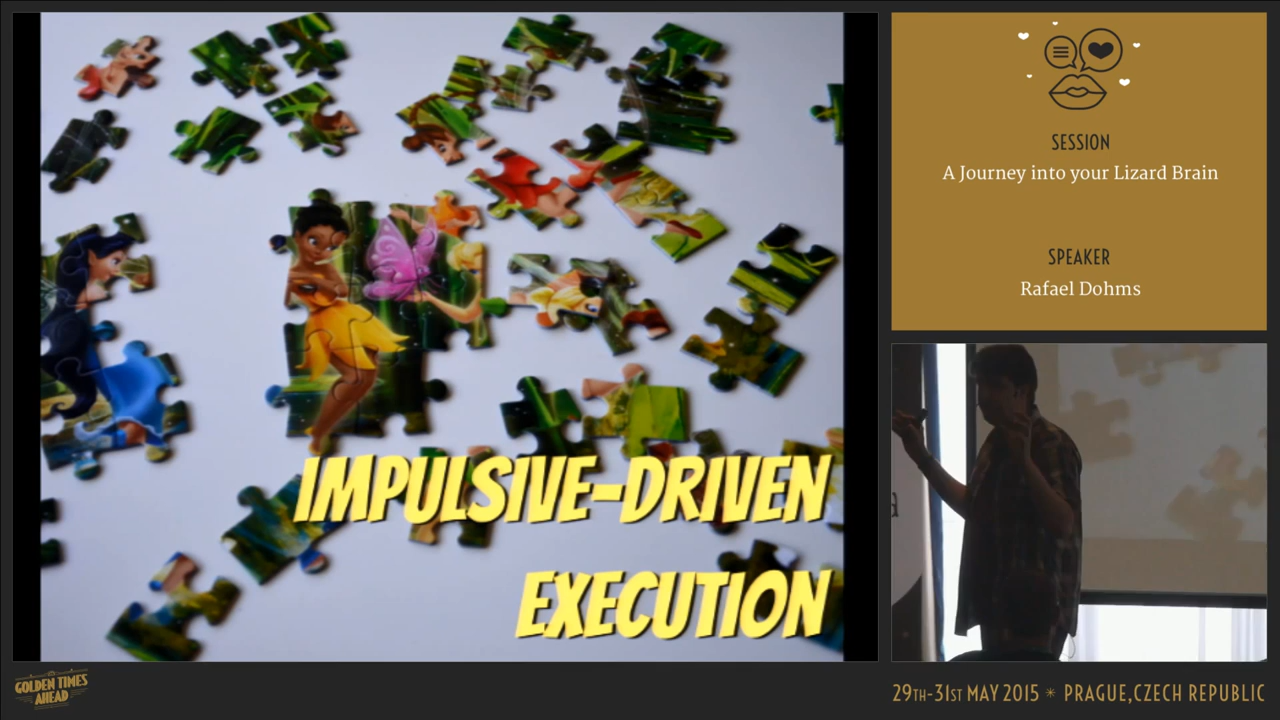 IMPULSIVE-DRIVEN
EXECUTION
SESSION
A Journey into your Lizard Brain
SPEAKER
Rafael Dohms
GOLDEN TIMES
AHEAD
29TH-31ST MAY 2015 * PRAGUE,CZECH REPUBLIC